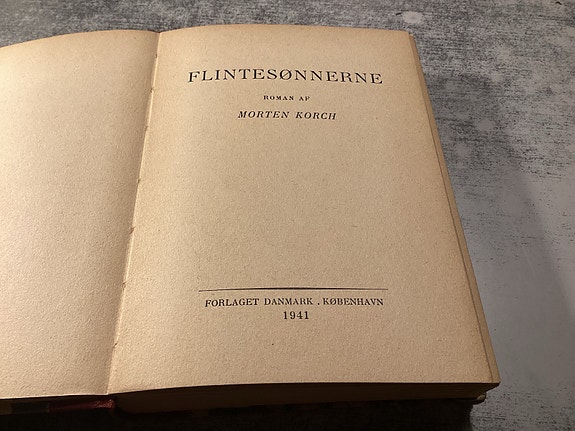 FLINTESØNNERNE
ROMAN AF
MORTEN KORCH
FORLAGET DANMARK . KØBENHAVN
1941